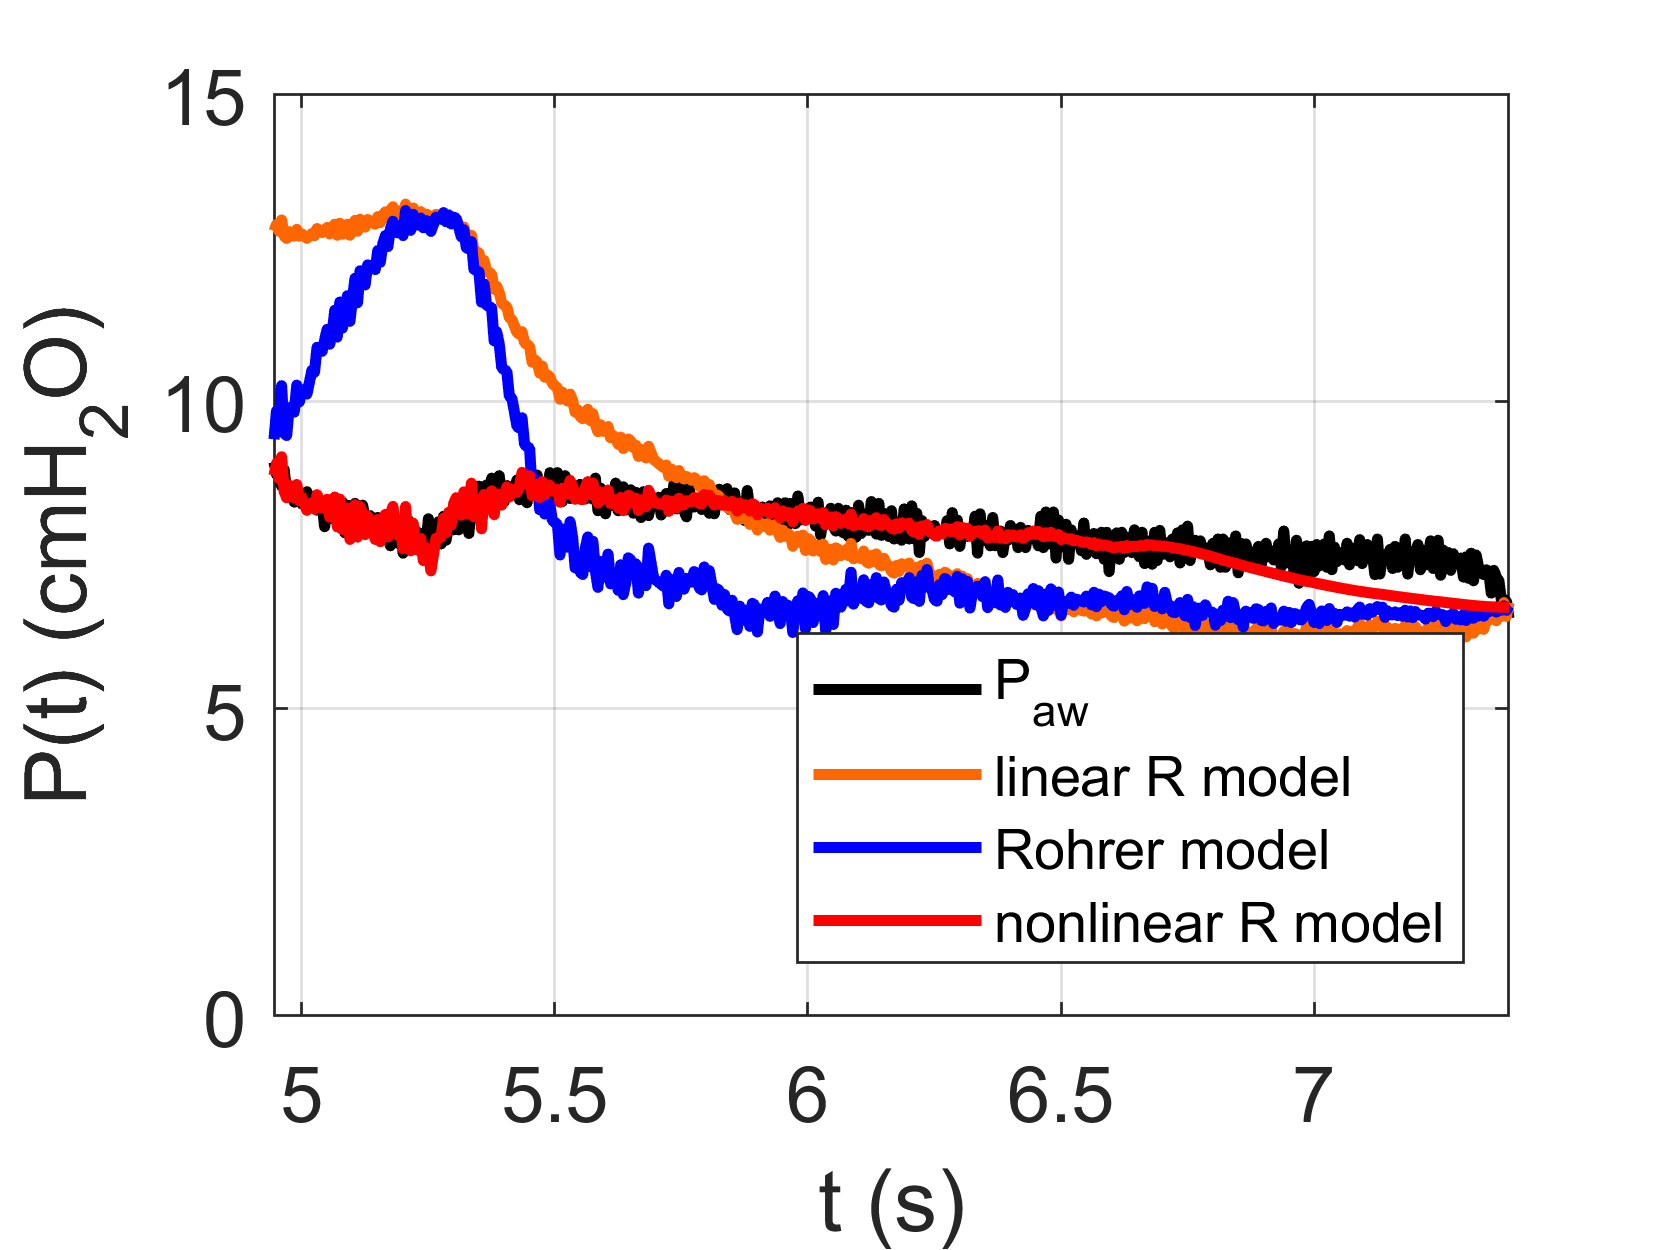 15
10
5
0
P(t) (cmH2O)
5 5.5 6 6.5 7
t (s)
Paw
linear R model
Rohrer model
nonlinear R model